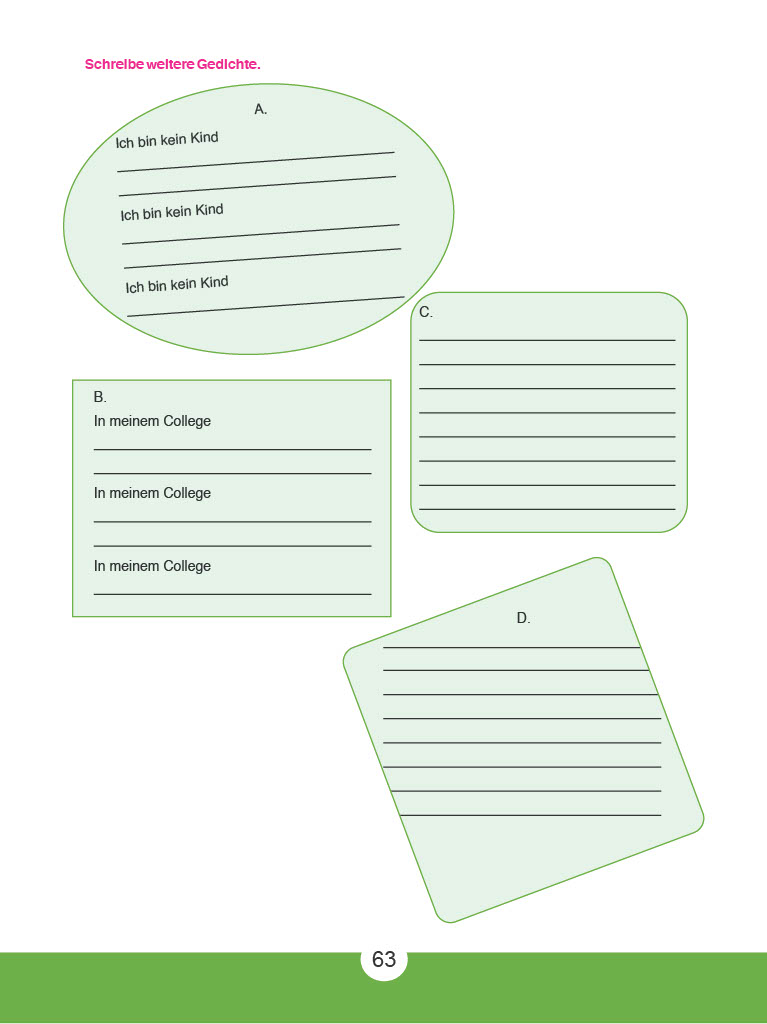 Schreibe weitere Gedichte.
A.
Ich bin kein Kind
Ich bin kein Kind
Ich bin kein Kind
B.
In meinem College
In meinem College
In meinem College
C.
D.
63